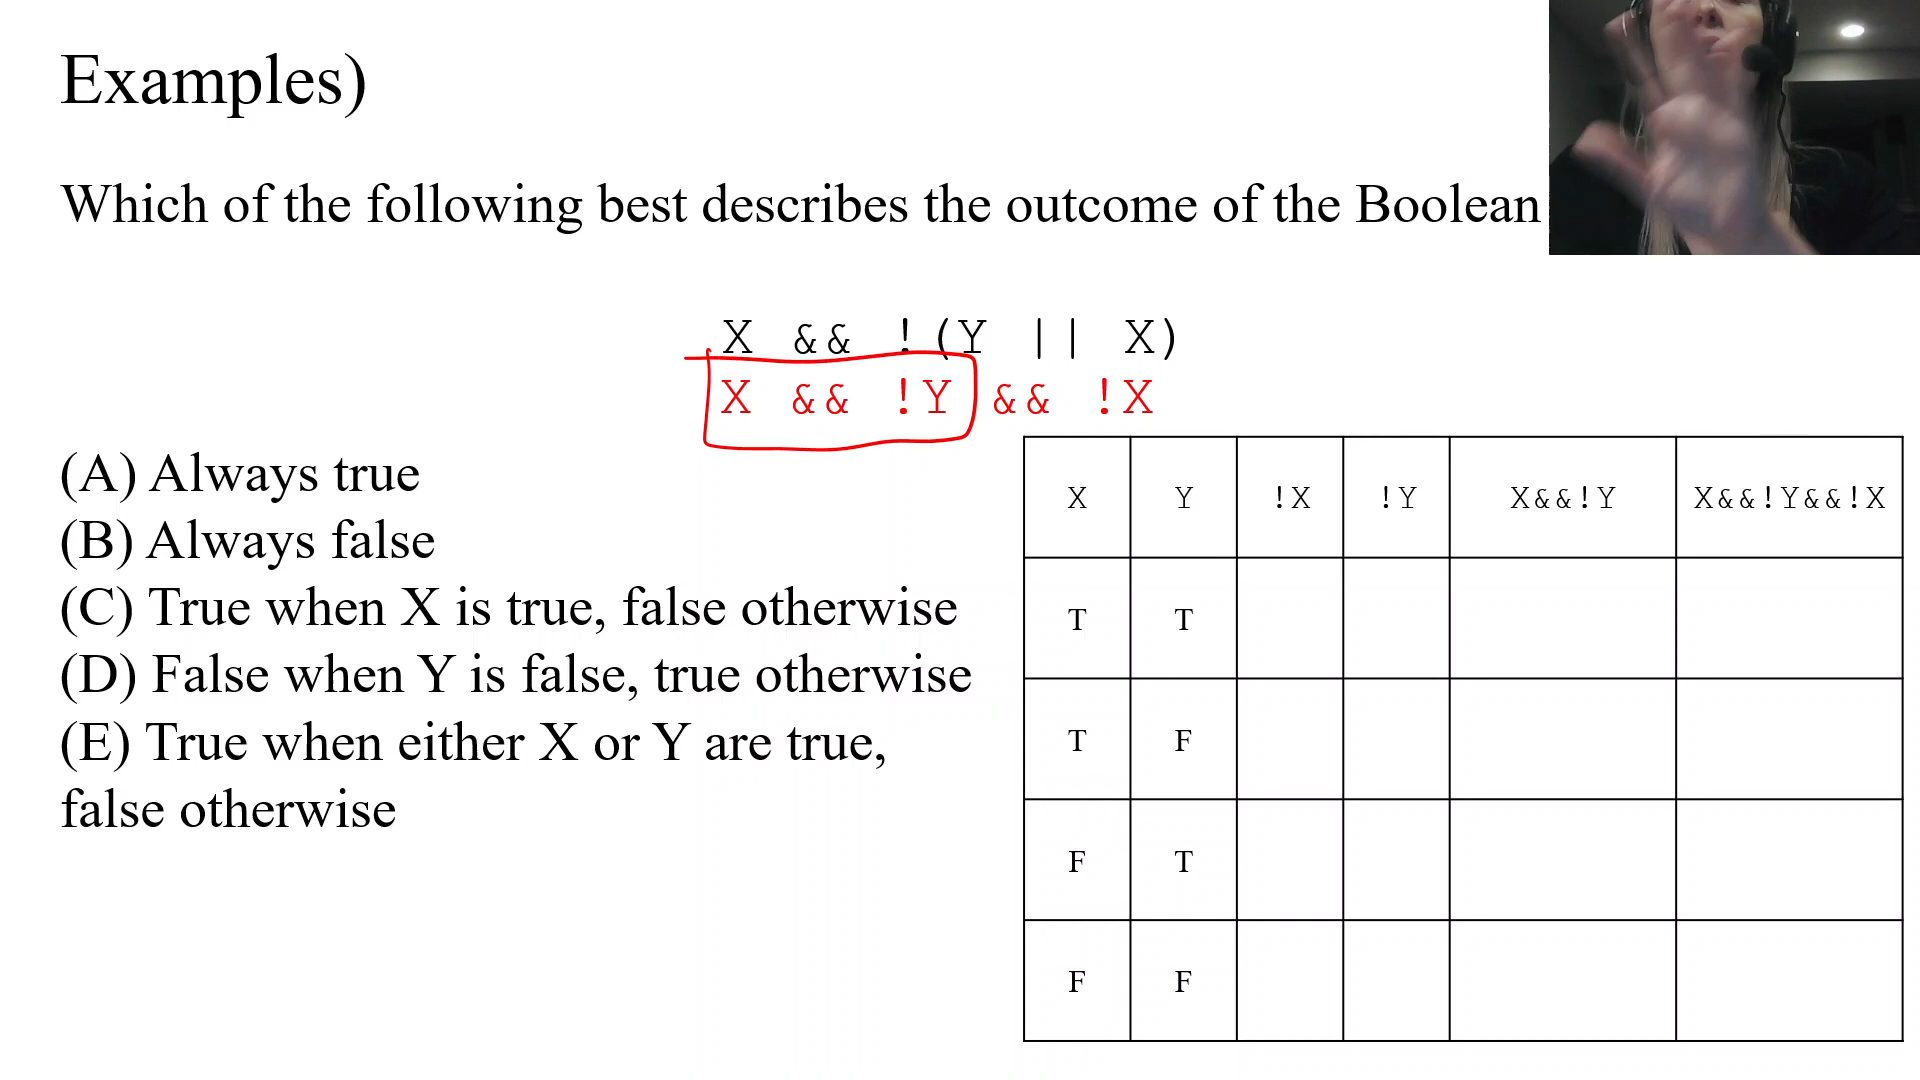 Examples)
Which of the following best describes the outcome of the Boolean
X && !(Y || X)
X && !Y && !X
(A) Always true
(B) Always false
(C) True when X is true, false otherwise
(D) False when Y is false, true otherwise
(E) True when either X or Y are true,
false otherwise
X Y !X !Y X&&!Y X&&!Y&&!X
T T
T F
F T
F F